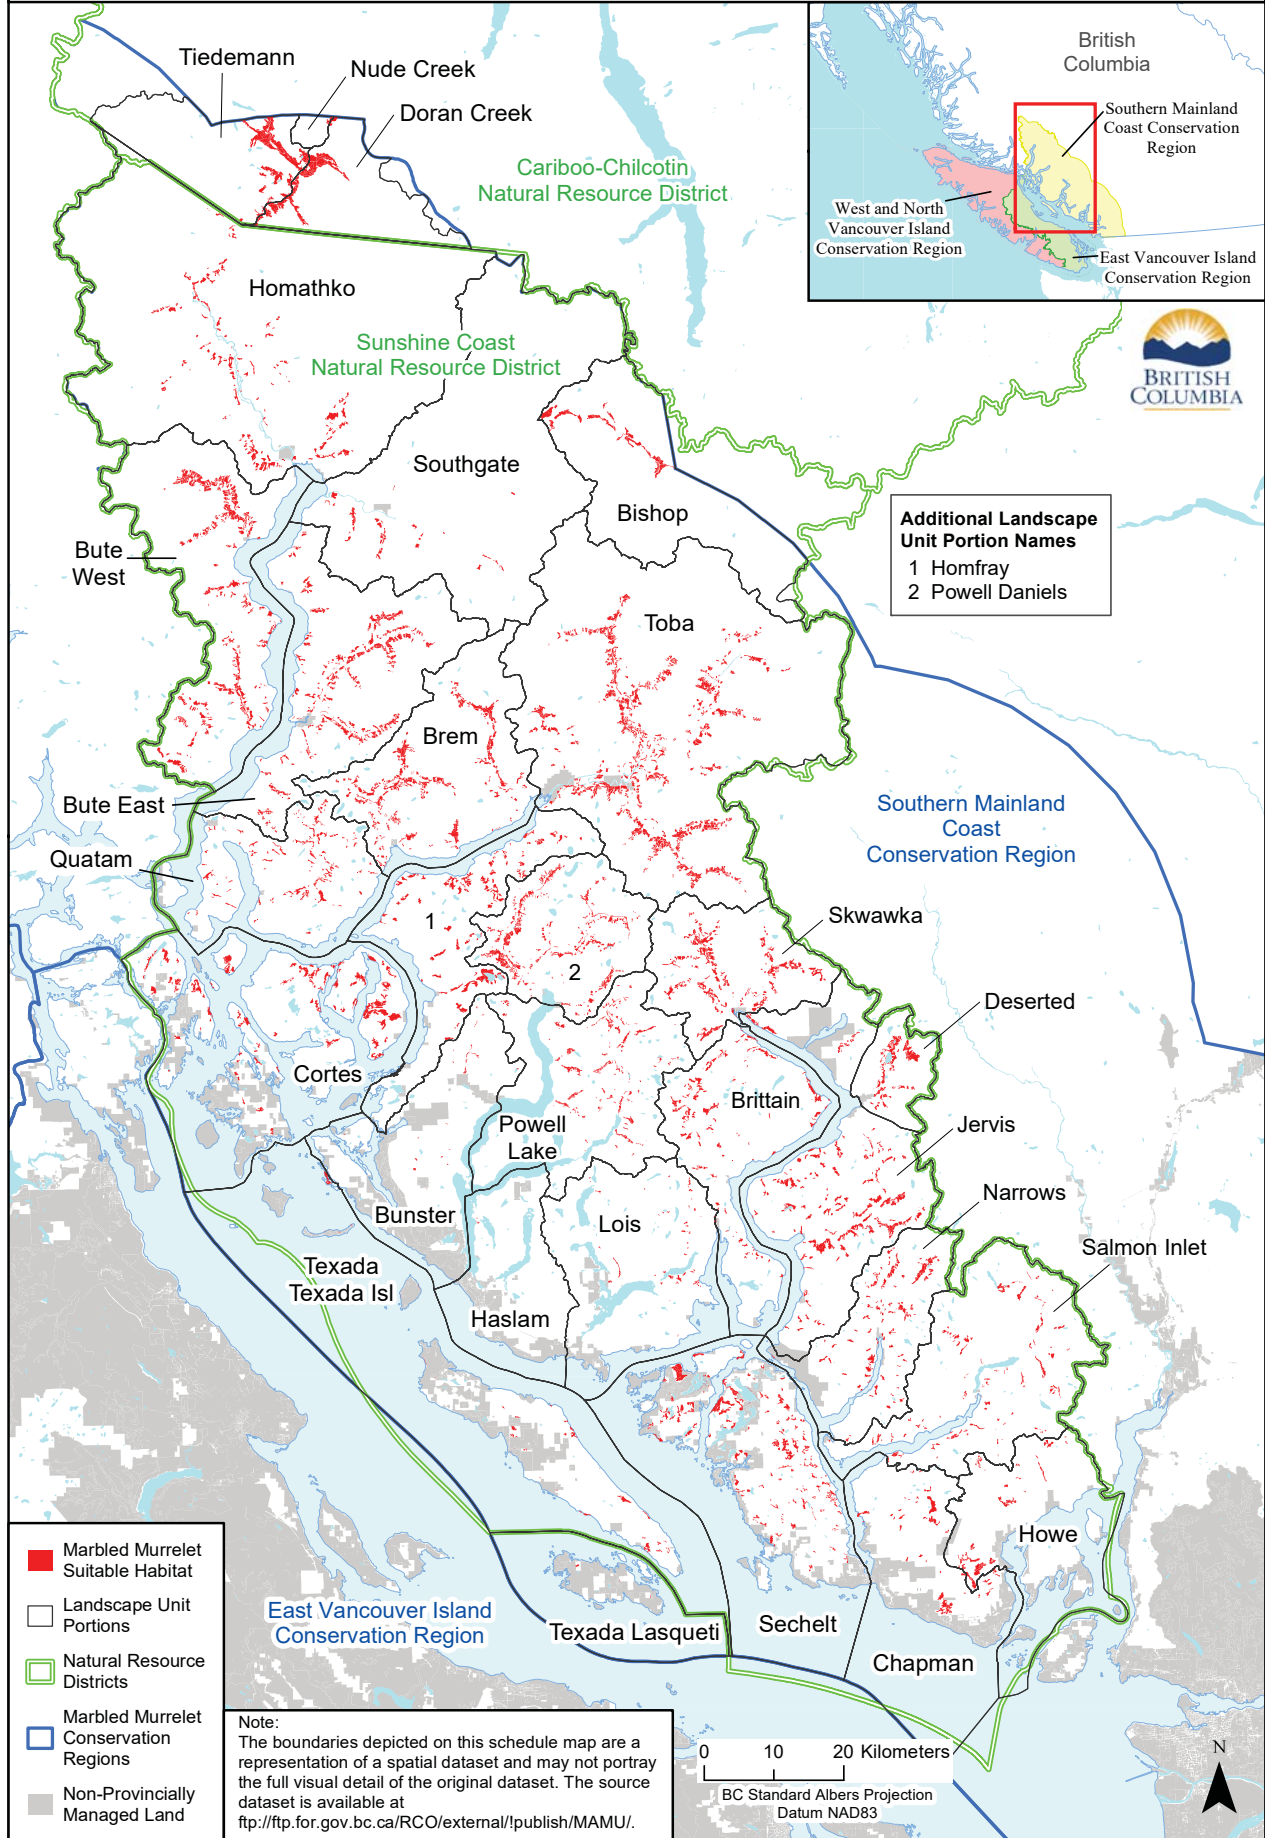 Tiedemann
Nude Creek
Doran Creek
Cariboo-Chilcotin
Natural Resource District
British
Columbia
Southern Mainland
Coast Conservation
Region
West and North
Vancouver Island
Conservation Region
East Vancouver Island
Conservation Region
Homathko
Sunshine Coast
Natural Resource District
BRITISH
COLUMBIA
Southgate
Bishop
Additional Landscape
Unit Portion Names
1 Homfray
2 Powell Daniels
Bute
West
Toba
Brem
Bute East
Southern Mainland
Coast
Conservation Region
Quatam
1
Skwawka
2
Deserted
Cortes
Brittain
Powell
Lake
Jervis
Narrows
Bunster
Lois
Salmon Inlet
Texada
Texada Isl
Haslam
Howe
East Vancouver Island
Conservation Region
Texada Lasqueti
Sechelt
Chapman
Marbled Murrelet
Suitable Habitat
Landscape Unit
Portions
Natural Resource
Districts
Marbled Murrelet
Conservation
Regions
Non-Provincially
Managed Land
Note:
The boundaries depicted on this schedule map are a
representation of a spatial dataset and may not portray
the full visual detail of the original dataset. The source
dataset is available at
ftp://ftp.for.gov.bc.ca/RCO/external/!publish/MAMU/.
0 10 20 Kilometers
BC Standard Albers Projection
Datum NAD83
N